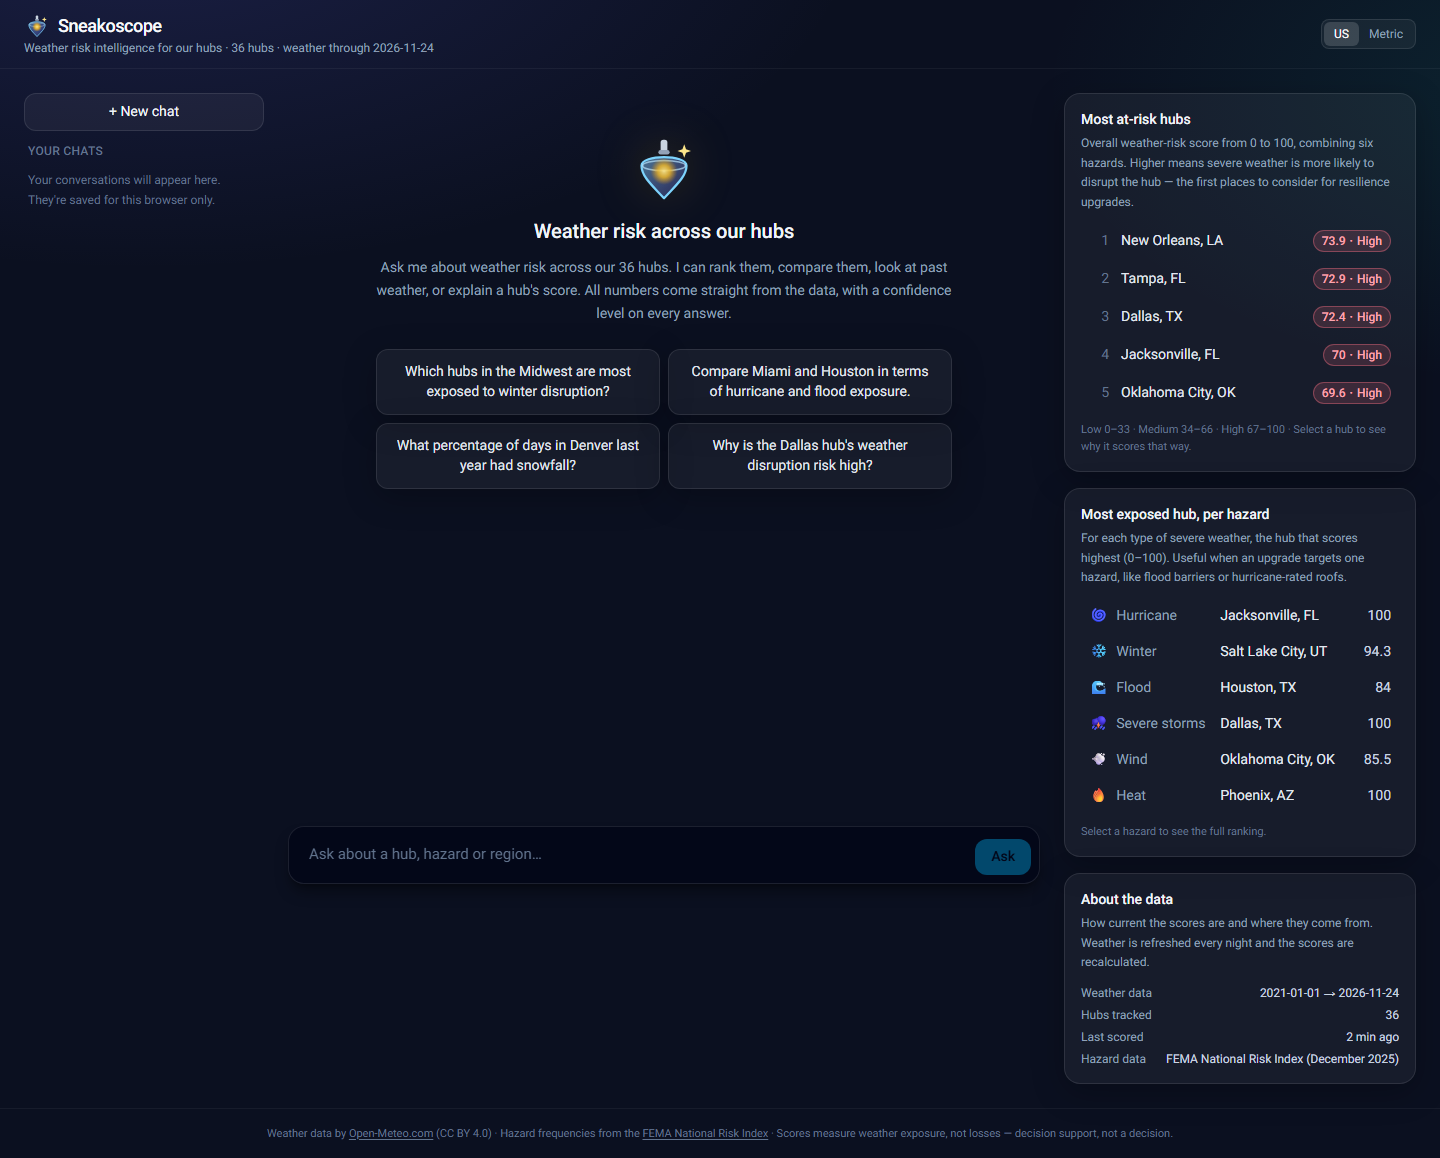 Sneakoscope
Weather risk intelligence for our hubs · 36 hubs · weather through 2026-11-24
US
Metric
+ New chat
YOUR CHATS
Your conversations will appear here.
They're saved for this browser only.
Weather risk across our hubs
Ask me about weather risk across our 36 hubs. I can rank them, compare them, look at past
weather, or explain a hub's score. All numbers come straight from the data, with a confidence
level on every answer.
Which hubs in the Midwest are most
exposed to winter disruption?
Compare Miami and Houston in terms
of hurricane and flood exposure.
What percentage of days in Denver last
year had snowfall?
Why is the Dallas hub's weather
disruption risk high?
Ask about a hub, hazard or region…
Ask
Most at-risk hubs
Overall weather-risk score from 0 to 100, combining six
hazards. Higher means severe weather is more likely to
disrupt the hub — the first places to consider for resilience
upgrades.
1 New Orleans, LA 73.9 · High
2 Tampa, FL 72.9 · High
3 Dallas, TX 72.4 · High
4 Jacksonville, FL 70 · High
5 Oklahoma City, OK 69.6 · High
Low 0–33 · Medium 34–66 · High 67–100 · Select a hub to see
why it scores that way.
Most exposed hub, per hazard
For each type of severe weather, the hub that scores
highest (0–100). Useful when an upgrade targets one
hazard, like flood barriers or hurricane-rated roofs.
Hurricane Jacksonville, FL 100
Winter Salt Lake City, UT 94.3
Flood Houston, TX 84
Severe storms Dallas, TX 100
Wind Oklahoma City, OK 85.5
Heat Phoenix, AZ 100
Select a hazard to see the full ranking.
About the data
How current the scores are and where they come from.
Weather is refreshed every night and the scores are
recalculated.
Weather data 2021-01-01 → 2026-11-24
Hubs tracked 36
Last scored 2 min ago
Hazard data FEMA National Risk Index (December 2025)
Weather data by Open-Meteo.com (CC BY 4.0) · Hazard frequencies from the FEMA National Risk Index · Scores measure weather exposure, not losses — decision support, not a decision.